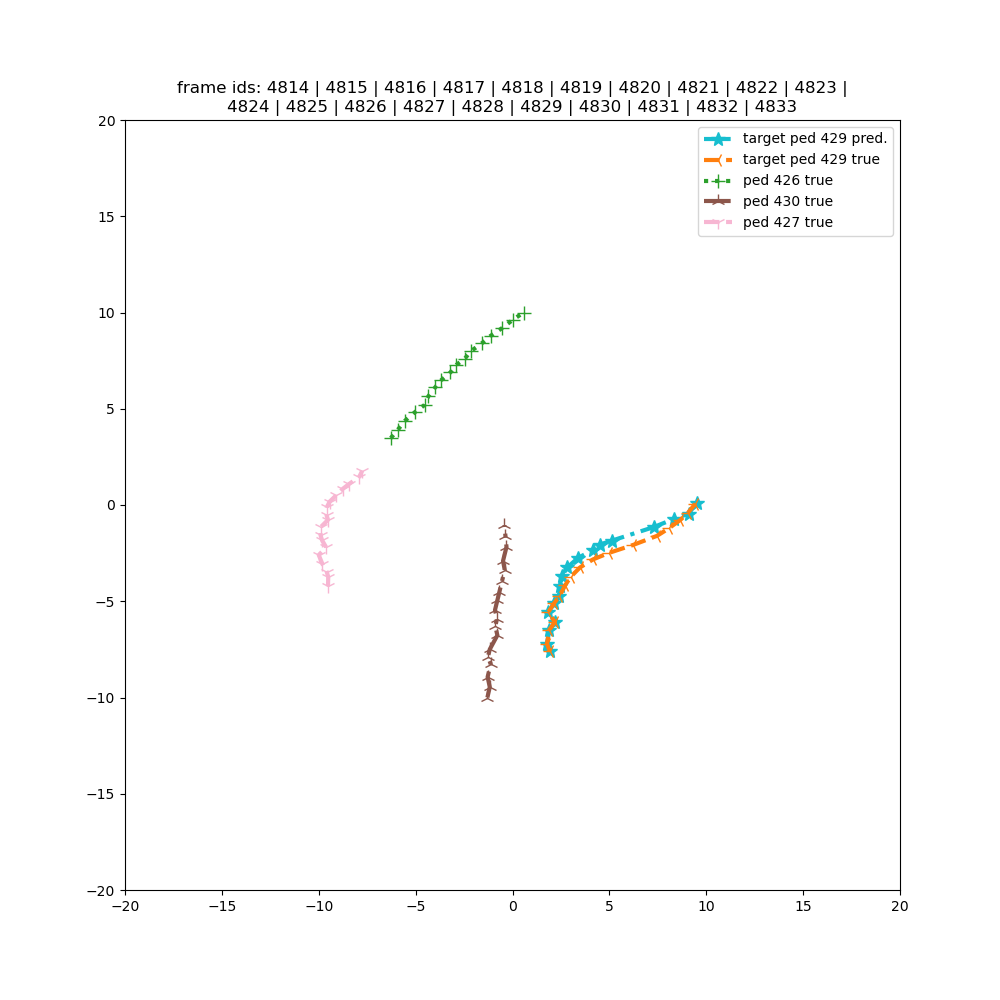 frame ids: 4814 | 4815 | 4816 | 4817 | 4818 | 4819 | 4820 | 4821 | 4822 | 4823 |
4824 | 4825 | 4826 | 4827 | 4828 | 4829 | 4830 | 4831 | 4832 | 4833
target ped 429 pred.
target ped 429 true
ped 426 true
ped 430 true
ped 427 true
20
15
10
5
0
−5
−10
−15
−20
−20 −15 −10 −5 0 5 10 15 20